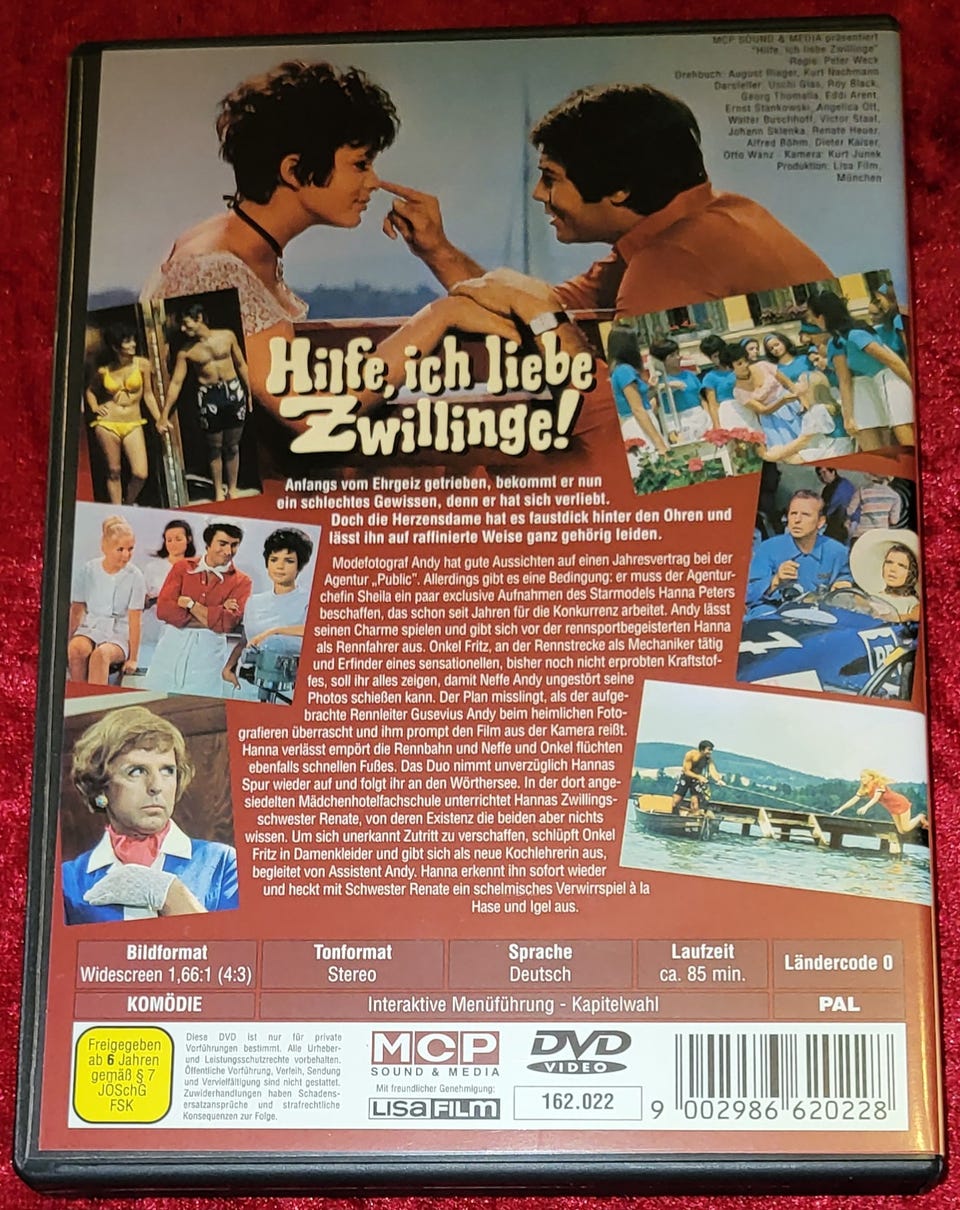 MCP SOUND & MEDIA präsentiert
"Hilfe, ich liebe Zwillinge"
Regie: Peter Weck
Drehbuch: August Rieger, Kurt Nachmann
Darsteller: Uschi Glas, Roy Black,
Georg Thomalla, Eddi Arent,
Ernst Stankowski, Angelica Ott,
Walter Buschhoff, Victor Staal,
Johann Sklenka, Renate Heuer,
Alfred Böhm, Dieter Kaiser,
Otto Wanz · Kamera: Kurt Junek
Produktion: Lisa Film,
München
Hilfe, ich liebe
Zwillinge!
Anfangs vom Ehrgeiz getrieben, bekommt er nun
ein schlechtes Gewissen, denn er hat sich verliebt.
Doch die Herzensdame hat es faustdick hinter den Ohren und
lässt ihn auf raffinierte Weise ganz gehörig leiden.
Modefotograf Andy hat gute Aussichten auf einen Jahresvertrag bei der
Agentur „Public". Allerdings gibt es eine Bedingung: er muss der Agentur-
chefin Sheila ein paar exclusive Aufnahmen des Starmodels Hanna Peters
beschaffen, das schon seit Jahren für die Konkurrenz arbeitet. Andy lässt
seinen Charme spielen und gibt sich vor der rennsportbegeisterten Hanna
als Rennfahrer aus. Onkel Fritz, an der Rennstrecke als Mechaniker tätig
und Erfinder eines sensationellen, bisher noch nicht erprobten Kraftstof-
fes, soll ihr alles zeigen, damit Neffe Andy ungestört seine
Photos schießen kann. Der Plan misslingt, als der aufge-
brachte Rennleiter Gusevius Andy beim heimlichen Foto-
grafieren überrascht und ihm prompt den Film aus der Kamera reißt.
Hanna verlässt empört die Rennbahn und Neffe und Onkel flüchten
ebenfalls schnellen Fußes. Das Duo nimmt unverzüglich Hannas
Spur wieder auf und folgt ihr an den Wörthersee. In der dort ange-
siedelten Mädchenhotelfachschule unterrichtet Hannas Zwillings-
schwester Renate, von deren Existenz die beiden aber nichts
wissen. Um sich unerkannt Zutritt zu verschaffen, schlüpft Onkel
Fritz in Damenkleider und gibt sich als neue Kochlehrerin aus,
begleitet von Assistent Andy. Hanna erkennt ihn sofort wieder
und heckt mit Schwester Renate ein schelmisches Verwirrspiel à la
Hase und Igel aus.
Bildformat
Widescreen 1,66:1 (4:3)
Tonformat
Stereo
Sprache
Deutsch
Laufzeit
ca. 85 min.
Ländercode 0
KOMÖDIE
Interaktive Menüführung - Kapitelwahl
PAL
Freigegeben
ab 6 Jahren
gemäß § 7
JÖSchG
FSK
Diese DVD ist nur für private
Vorführungen bestimmt. Alle Urheber-
und Leistungsschutzrechte vorbehalten.
Öffentliche Vorführung, Verleih, Sendung
und Vervielfältigung sind nicht gestattet.
Zuwiderhandlungen haben Schadens-
ersatzansprüche und strafrechtliche
Konsequenzen zur Folge.
MCP
SOUND & MEDIA
Mit freundlicher Genehmigung:
LISA FILM
DVD
VIDEO
162.022
9 002986 620228